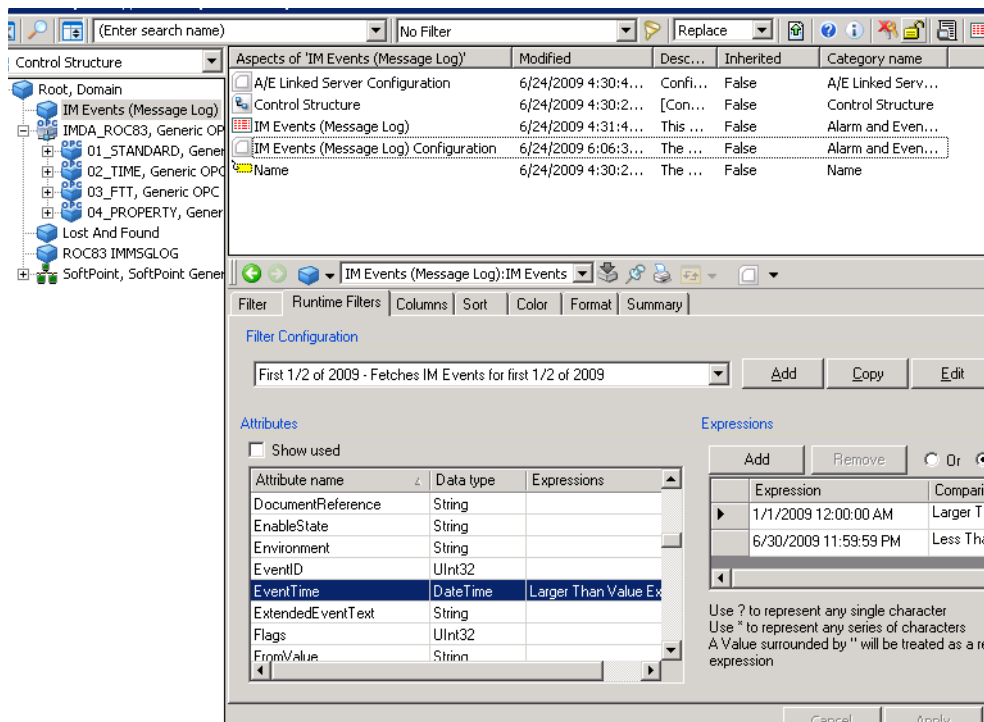 (Enter search name) No Filter Replace
Control Structure
Root, Domain
IM Events (Message Log)
IMDA_ROC83, Generic OP
01_STANDARD, Gener
02_TIME, Generic OPC
03_FTT, Generic OPC
04_PROPERTY, Gener
Lost And Found
ROC83 IMMSGLOG
SoftPoint, SoftPoint Gener
Aspects of 'IM Events (Message Log)' Modified Desc... Inherited Category name
A/E Linked Server Configuration 6/24/2009 4:30:4... Confi... False A/E Linked Serv...
Control Structure 6/24/2009 4:30:2... [Con... False Control Structure
IM Events (Message Log) 6/24/2009 4:31:4... This ... False Alarm and Even...
IM Events (Message Log) Configuration 6/24/2009 6:06:3... The ... False Alarm and Even...
Name 6/24/2009 4:30:2... The ... False Name
IM Events (Message Log):IM Events
Filter Runtime Filters Columns Sort Color Format Summary
Filter Configuration
First 1/2 of 2009 - Fetches IM Events for first 1/2 of 2009 Add Copy Edit
Attributes
Show used
Attribute name Data type Expressions
DocumentReference String
EnableState String
Environment String
EventID UInt32
EventTime DateTime Larger Than Value Ex
ExtendedEventText String
Flags UInt32
FromValue String
Expressions
Add Remove Or
Expression Compari
1/1/2009 12:00:00 AM Larger T
6/30/2009 11:59:59 PM Less Tha
Use ? to represent any single character
Use * to represent any series of characters
A Value surrounded by '' will be treated as a re
expression
Cancel Apply